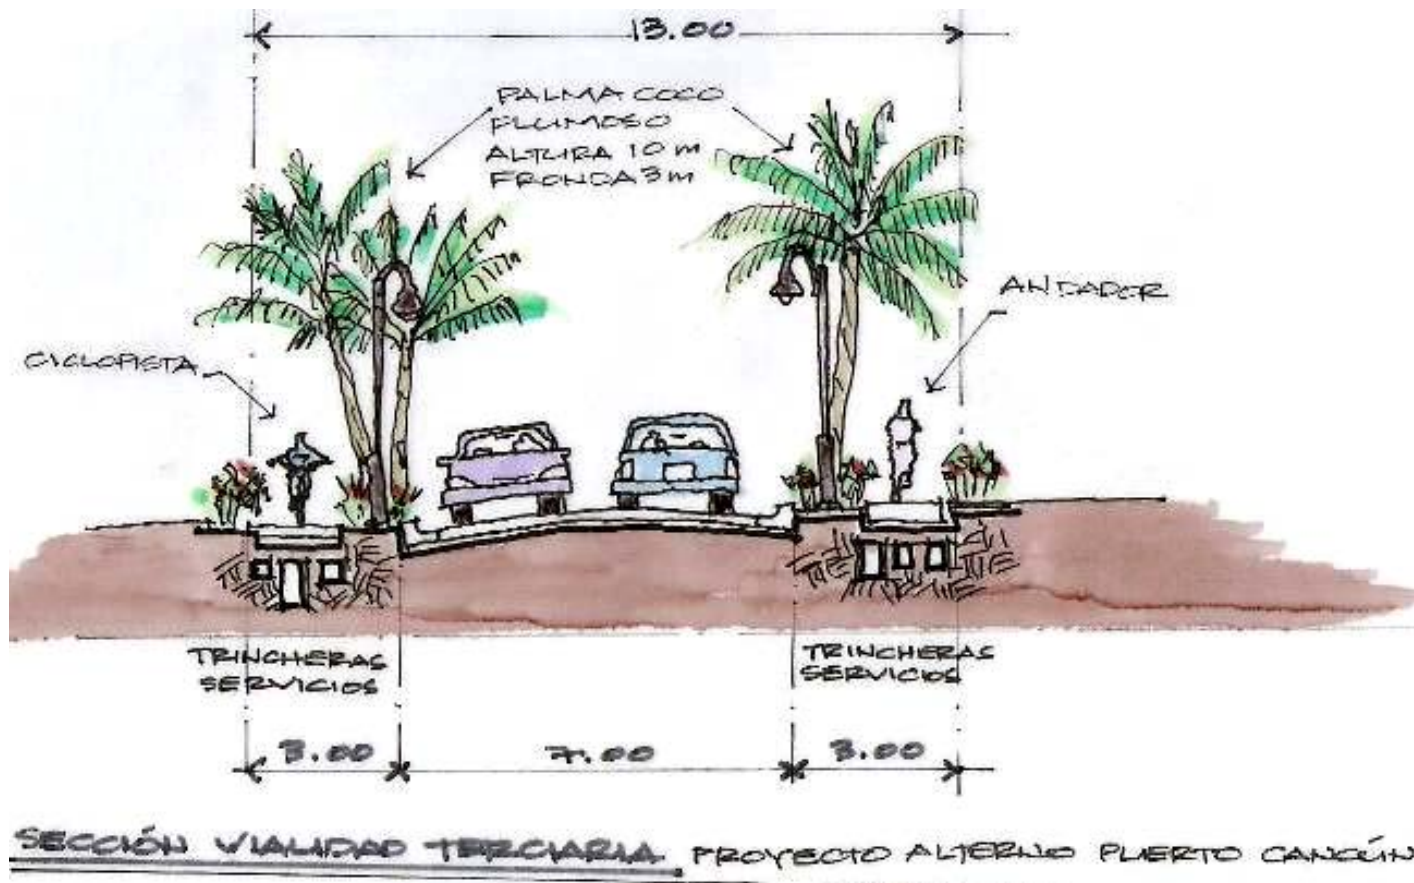 13.00
PALMA COCO
PLUMOSO
ALTURA 10 m
FRONDA 3 m
ANDADOR
CICLOPISTA
TRINCHERAS
SERVICIOS
TRINCHERAS
SERVICIOS
3.00
7.00
3.00
SECCIÓN VIALIDAD TERCIARIA PROYECTO ALTERNO PUERTO CANCÚN